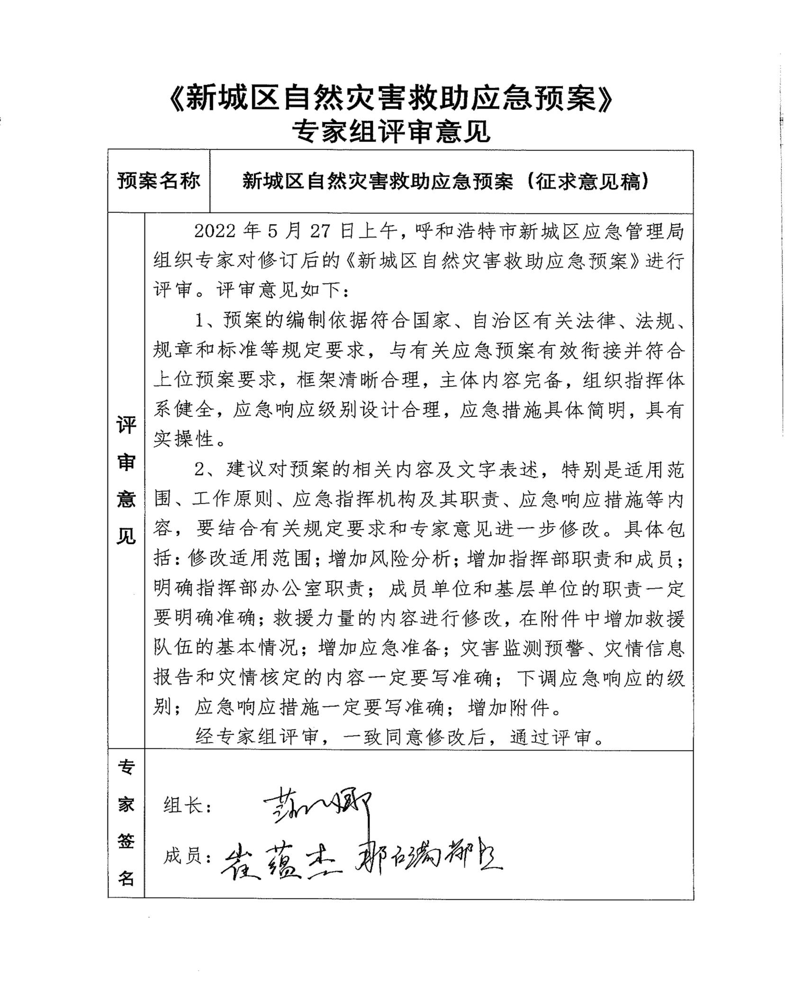 《新城区自然灾害救助应急预案》
专家组评审意见
预案名称
新城区自然灾害救助应急预案（征求意见稿）
评审意见
2022 年 5 月 27 日上午，呼和浩特市新城区应急管理局
组织专家对修订后的《新城区自然灾害救助应急预案》进行
评审。评审意见如下：
1、预案的编制依据符合国家、自治区有关法律、法规、
规章和标准等规定要求，与有关应急预案有效衔接并符合
上位预案要求，框架清晰合理，主体内容完备，组织指挥体
系健全，应急响应级别设计合理，应急措施具体简明，具有
实操性。
2、建议对预案的相关内容及文字表述，特别是适用范
围、工作原则、应急指挥机构及其职责、应急响应措施等内
容，要结合有关规定要求和专家意见进一步修改。具体包
括：修改适用范围；增加风险分析；增加指挥部职责和成员；
明确指挥部办公室职责；成员单位和基层单位的职责一定
要明确准确；救援力量的内容进行修改，在附件中增加救援
队伍的基本情况；增加应急准备；灾害监测预警、灾情信息
报告和灾情核定的内容一定要写准确；下调应急响应的级
别；应急响应措施一定要写准确；增加附件。
经专家组评审，一致同意修改后，通过评审。
专家签名
组长：
成员：崔蕴杰